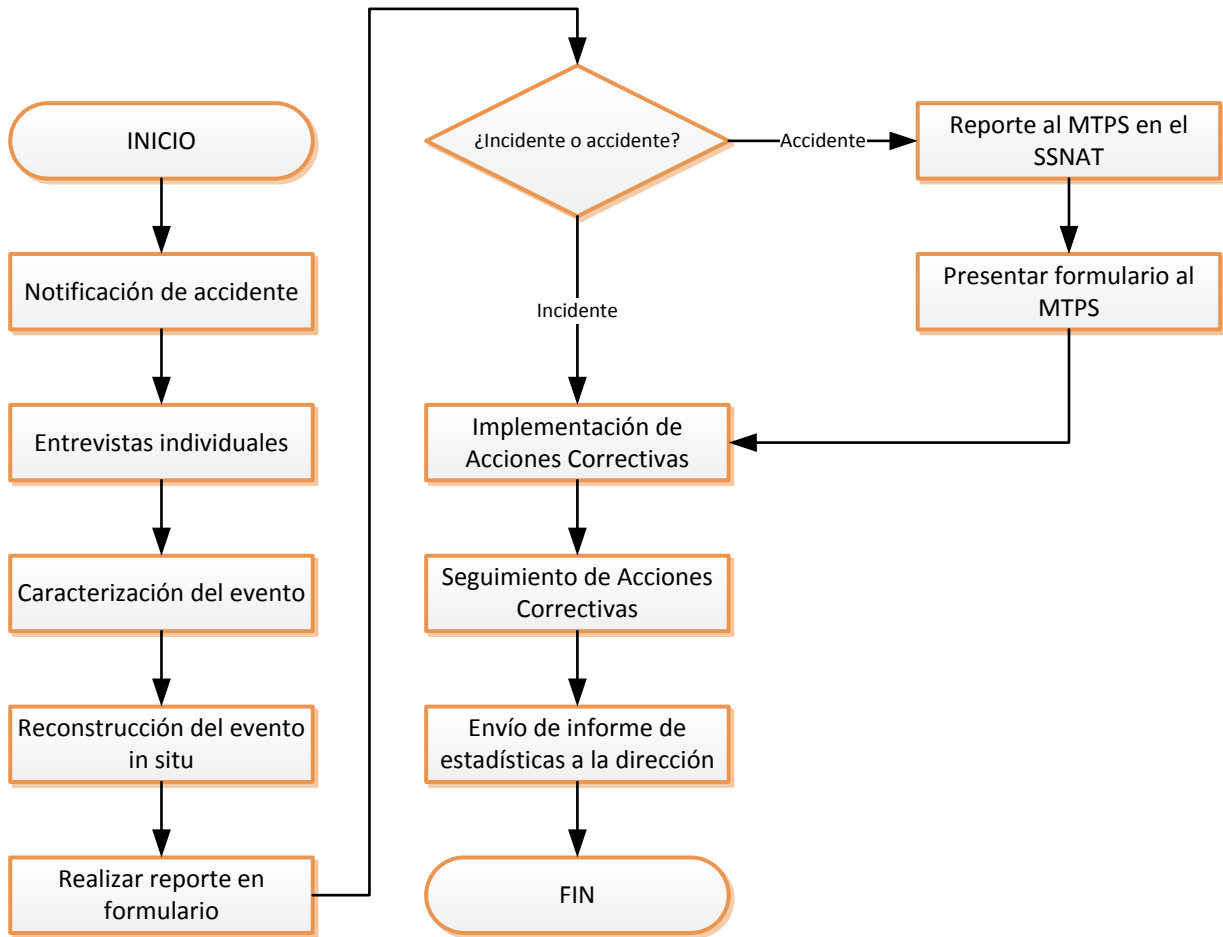 INICIO
Notificación de accidente
Entrevistas individuales
Caracterización del evento
Reconstrucción del evento
in situ
Realizar reporte en
formulario
¿Incidente o accidente?
Accidente
Reporte al MTPS en el
SSNAT
Presentar formulario al
MTPS
Incidente
Implementación de
Acciones Correctivas
Seguimiento de Acciones
Correctivas
Envío de informe de
estadísticas a la dirección
FIN